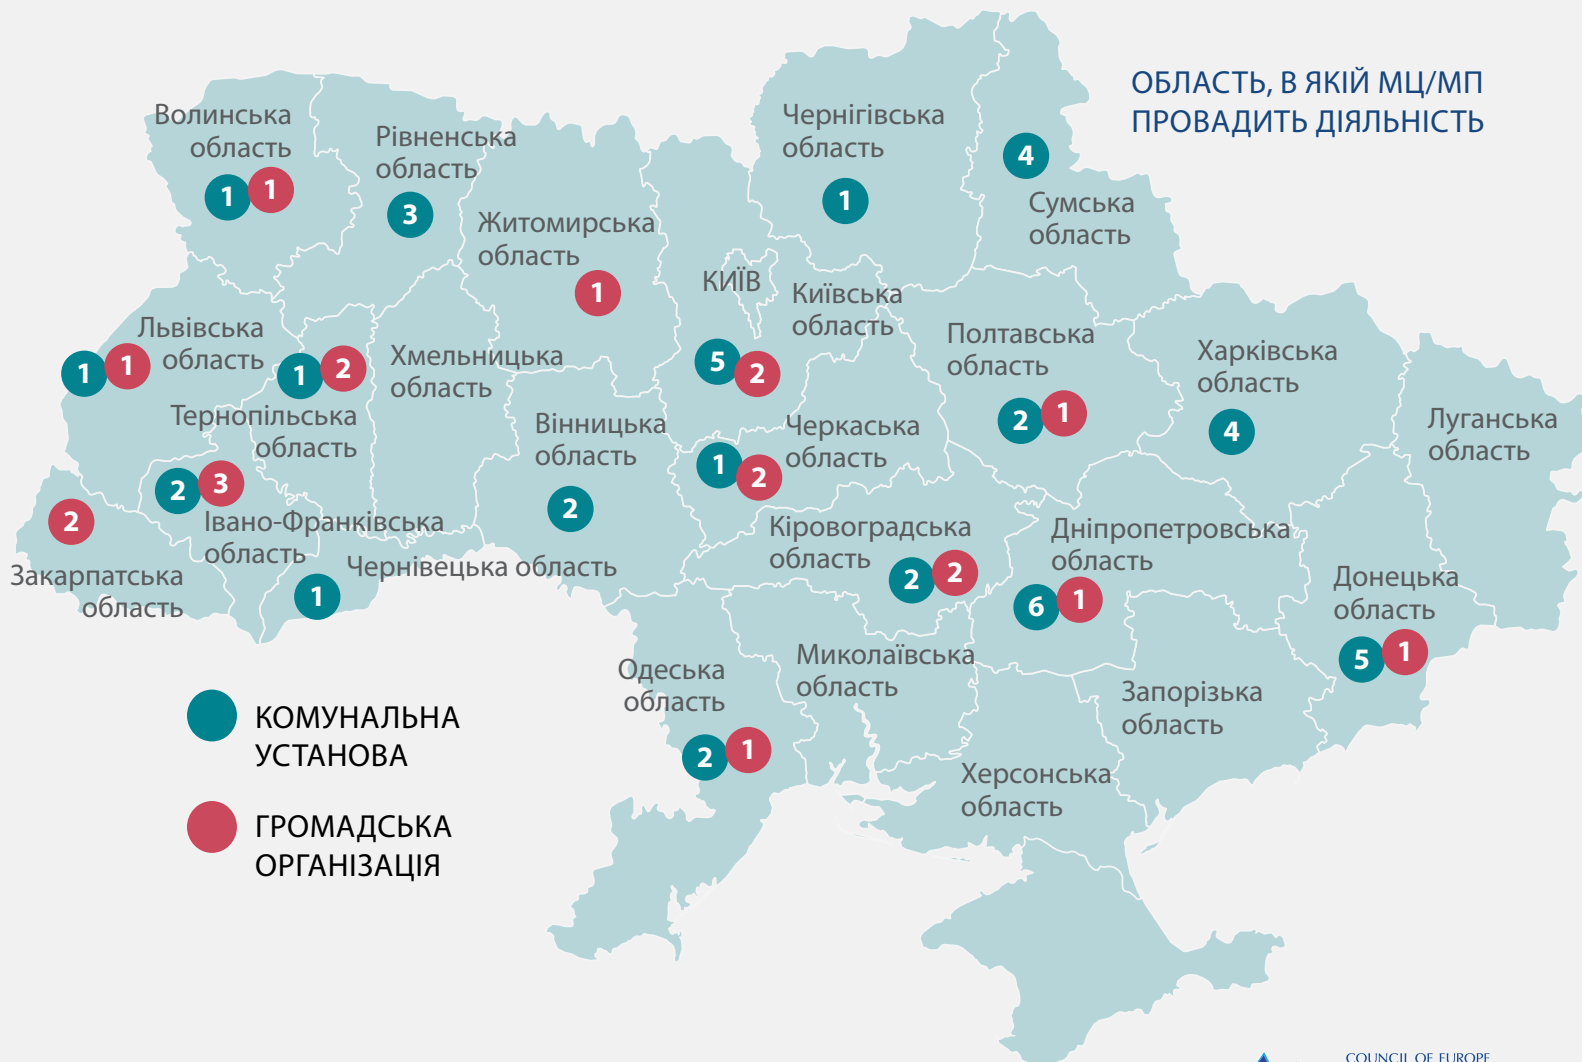 ОБЛАСТЬ, В ЯКІЙ МЦ/МП
ПРОВАДИТЬ ДІЯЛЬНІСТЬ
Волинська
область
1 1
Рівненська
область
3
Житомирська
область
1
Чернігівська
область
1
4
Сумська
область
КИЇВ
Київська
область
5 2
Львівська
область
1 1
1 2
Тернопільська
область
Хмельницька
область
Вінницька
область
2
Черкаська
область
1 2
Полтавська
область
2 1
Харківська
область
4
Луганська
область
2 3
Івано-Франківська
область
2
Закарпатська
область
Чернівецька область
1
Кіровоградська
область
2 2
Дніпропетровська
область
6 1
Донецька
область
5 1
Одеська
область
2 1
Миколаївська
область
Запорізька
область
Херсонська
область
КОМУНАЛЬНА
УСТАНОВА
ГРОМАДСЬКА
ОРГАНІЗАЦІЯ
COUNCIL OF EUROPE